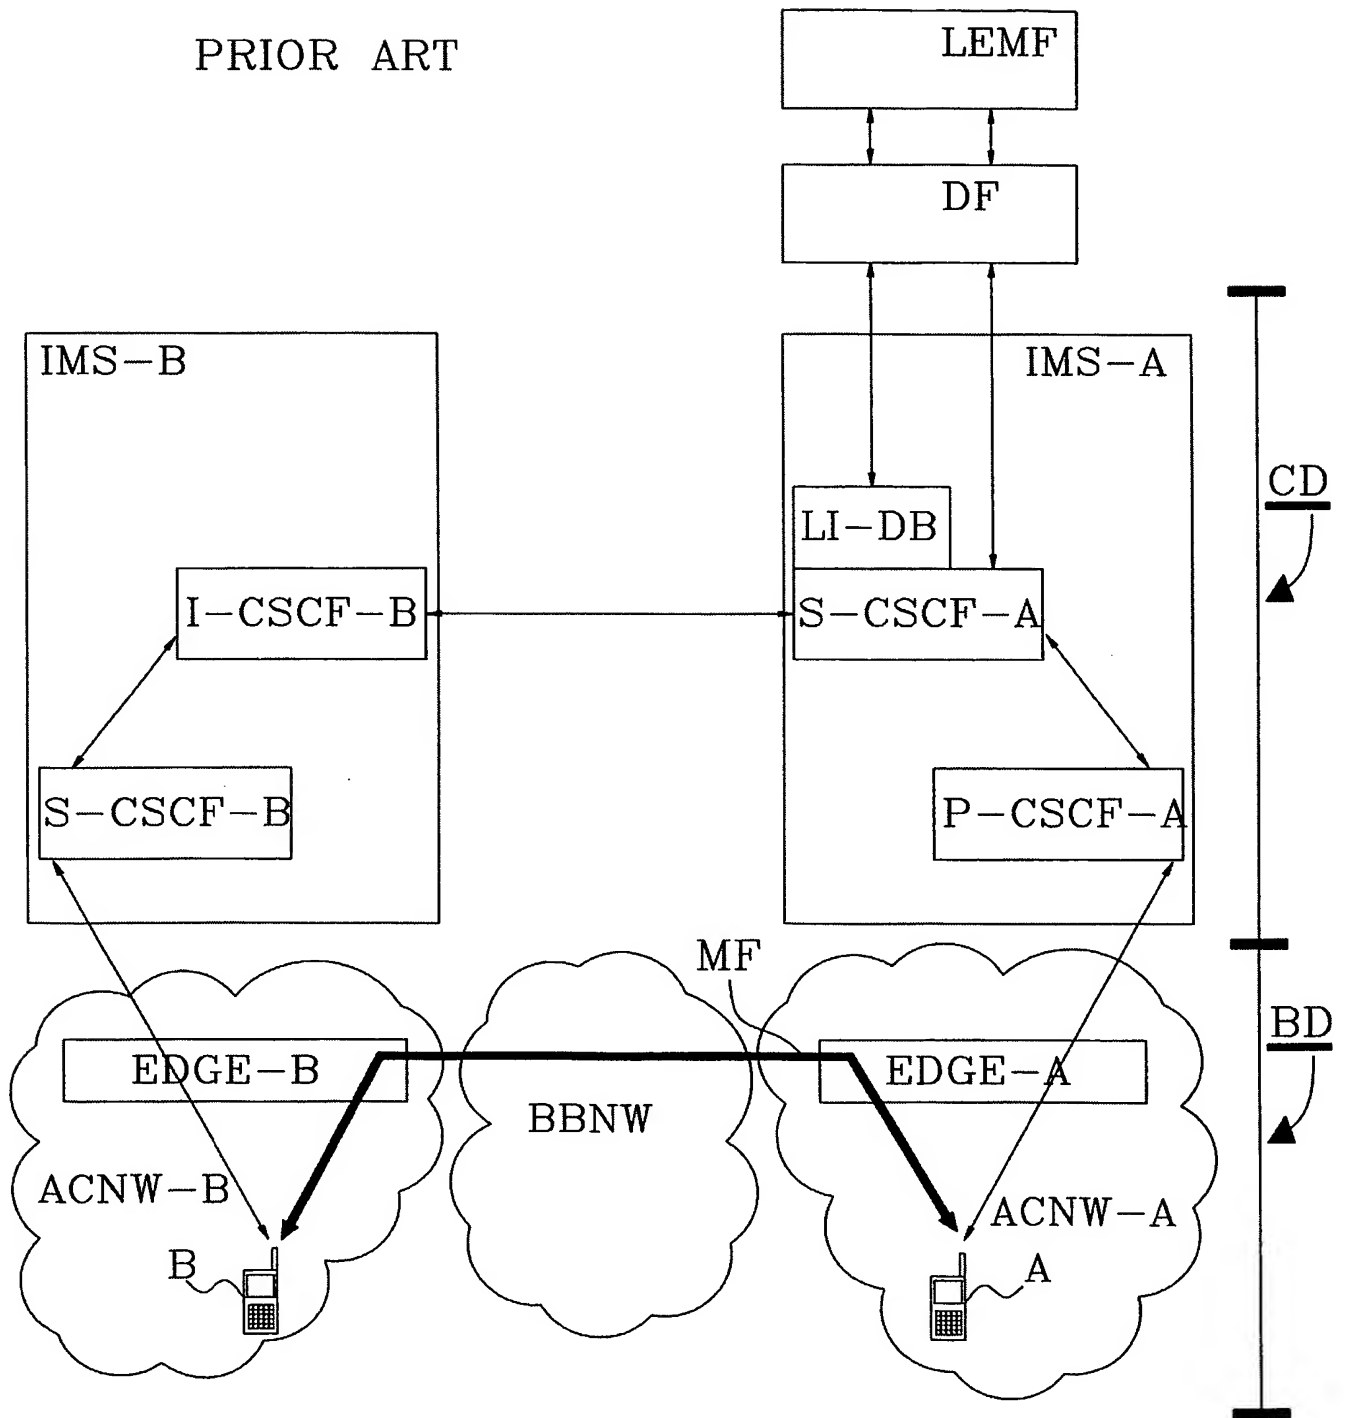 PRIOR ART
LEMF
DF
IMS-B
IMS-A
CD
LI-DB
I-CSCF-B
S-CSCF-A
S-CSCF-B
P-CSCF-A
MF
BD
EDGE-B
EDGE-A
BBNW
ACNW-B
ACNW-A
B
A